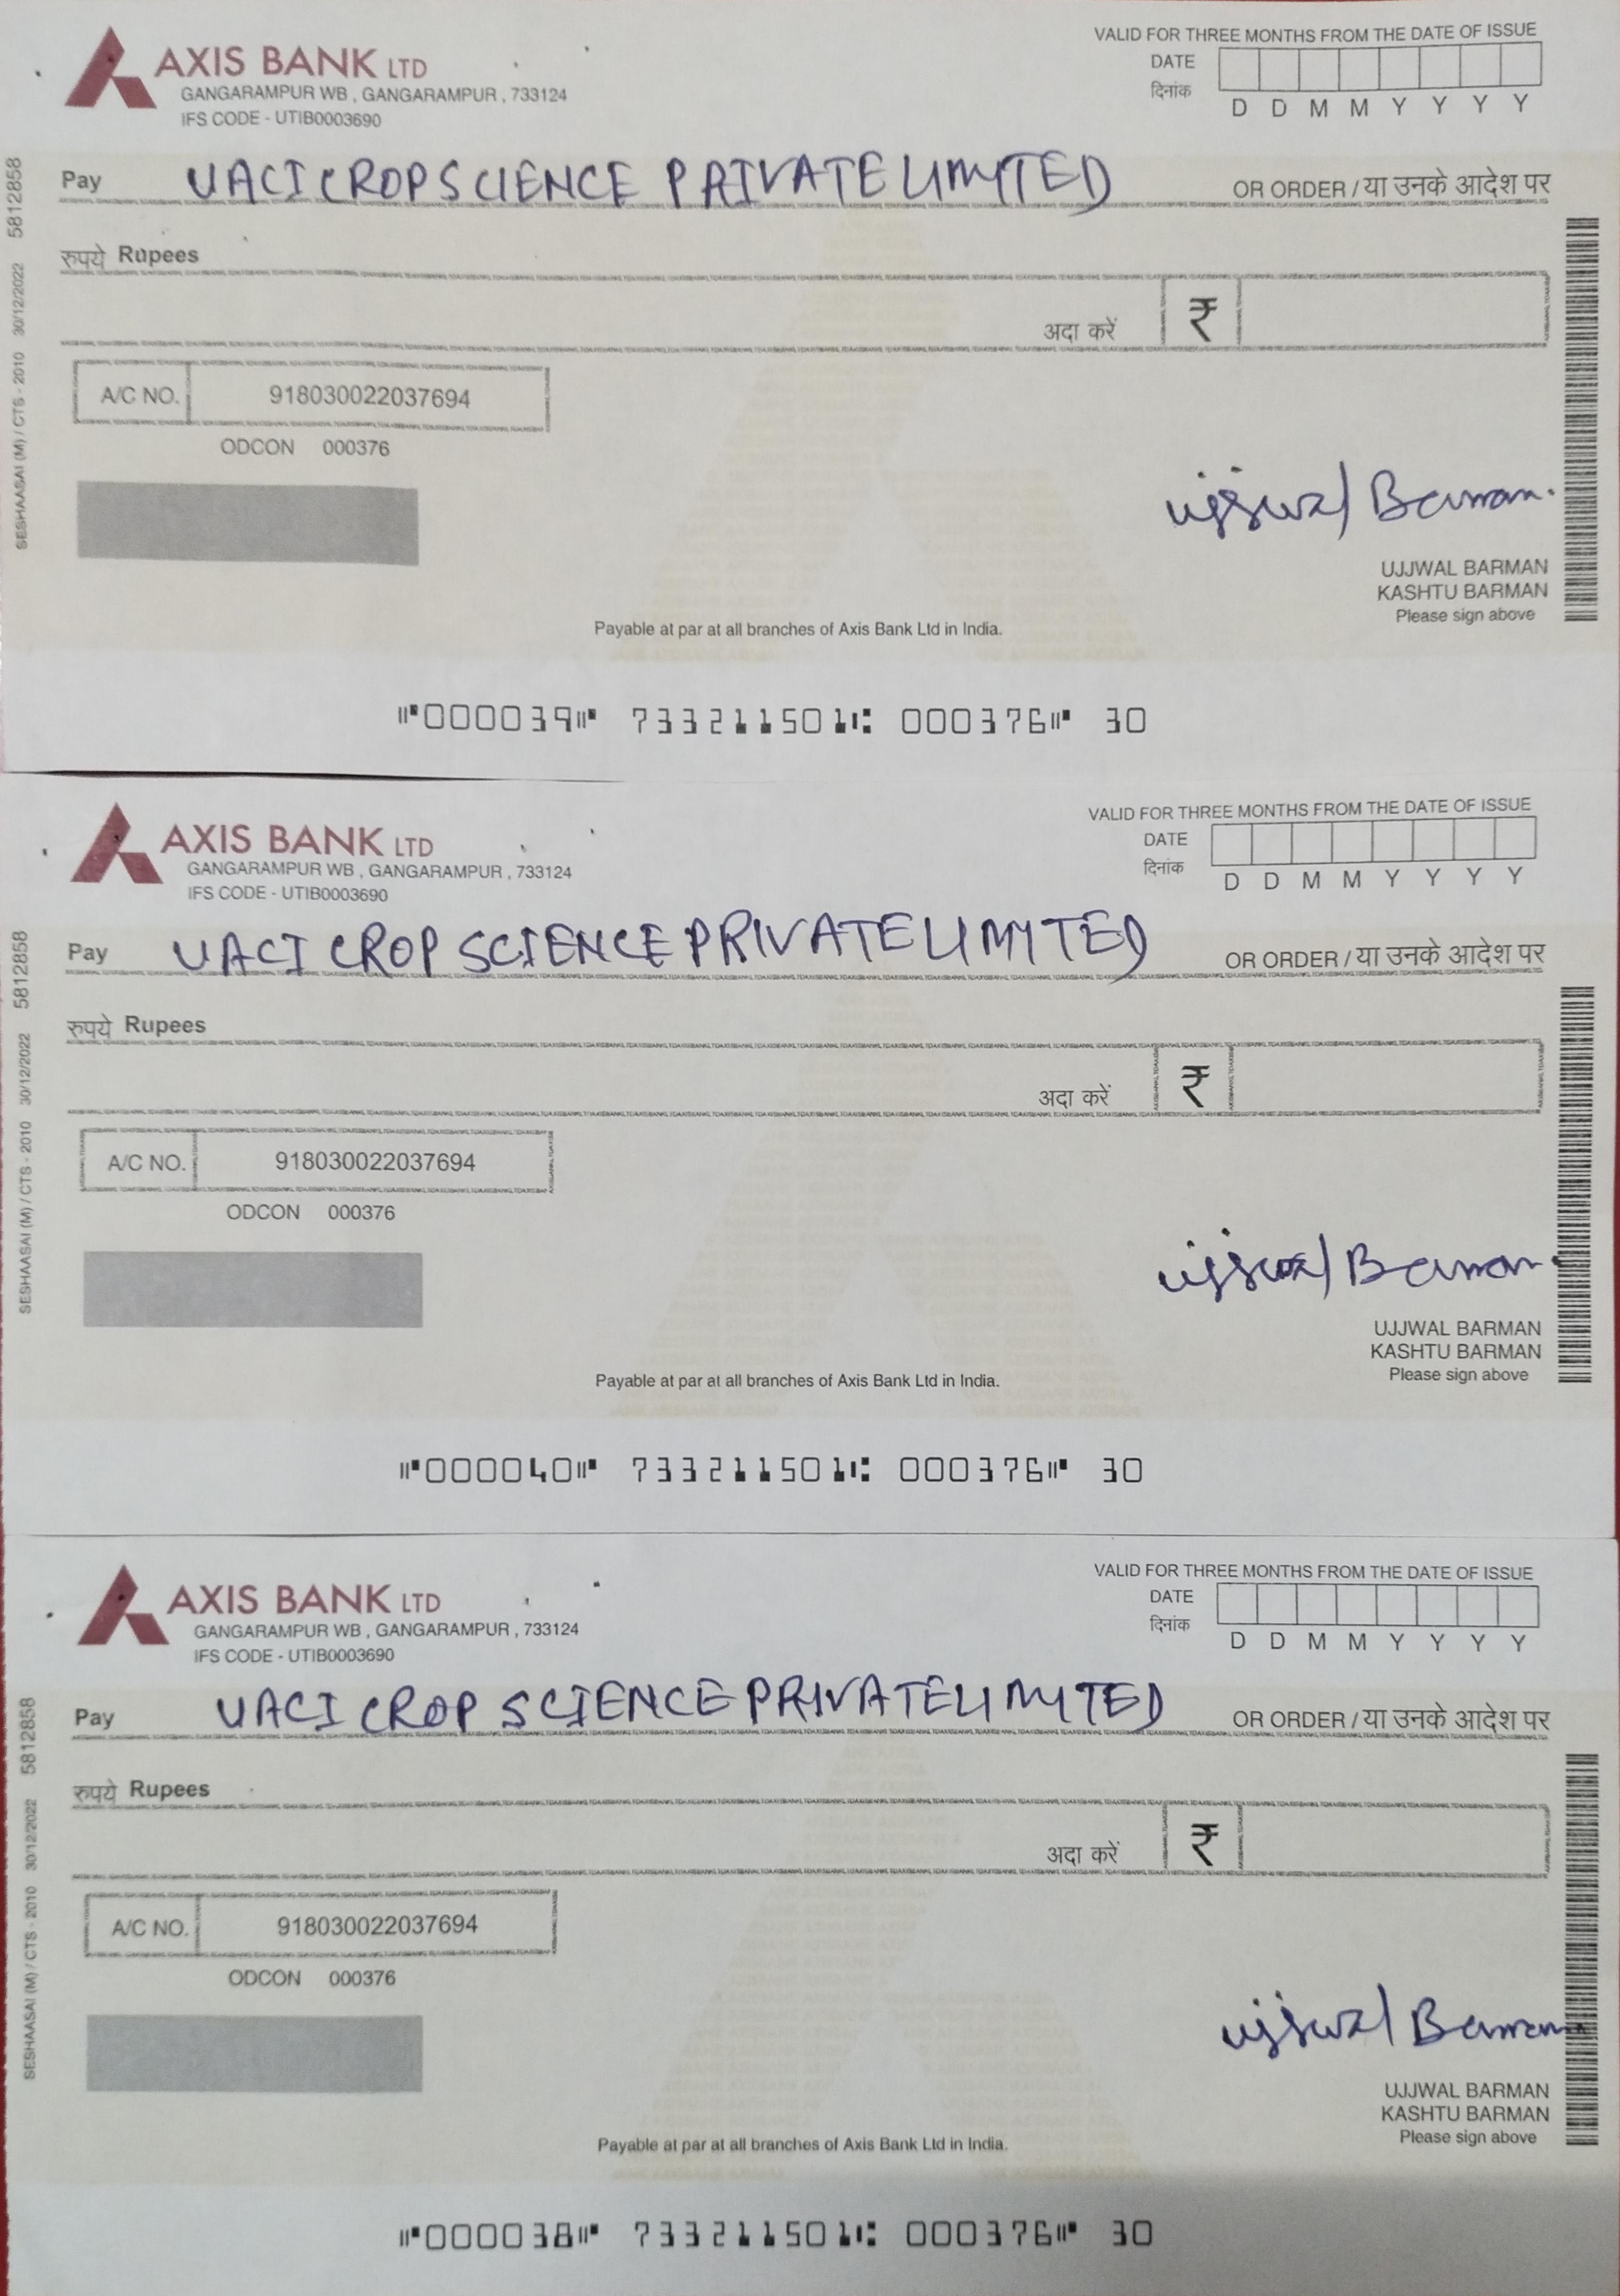 AXIS BANK LTD
GANGARAMPUR WB , GANGARAMPUR , 733124
IFS CODE - UTIB0003690
VALID FOR THREE MONTHS FROM THE DATE OF ISSUE
DATE
दिनांक
D D M M Y Y Y Y
Pay UACI CROP SCIENCE PRIVATE LIMITED OR ORDER / या उनके आदेश पर
रुपये Rupees
अदा करें ₹
A/C NO. 918030022037694
ODCON 000376
Ujjwal Barman
UJJWAL BARMAN
KASHTU BARMAN
Please sign above
Payable at par at all branches of Axis Bank Ltd in India.
SESHAASAI (M) / CTS - 2010 30/12/2022 5812858
⑈000039⑈ 733211501⑆ 000376⑈ 30
AXIS BANK LTD
GANGARAMPUR WB , GANGARAMPUR , 733124
IFS CODE - UTIB0003690
VALID FOR THREE MONTHS FROM THE DATE OF ISSUE
DATE
दिनांक
D D M M Y Y Y Y
Pay UACI CROP SCIENCE PRIVATE LIMITED OR ORDER / या उनके आदेश पर
रुपये Rupees
अदा करें ₹
A/C NO. 918030022037694
ODCON 000376
Ujjwal Barman
UJJWAL BARMAN
KASHTU BARMAN
Please sign above
Payable at par at all branches of Axis Bank Ltd in India.
SESHAASAI (M) / CTS - 2010 30/12/2022 5812858
⑈000040⑈ 733211501⑆ 000376⑈ 30
AXIS BANK LTD
GANGARAMPUR WB , GANGARAMPUR , 733124
IFS CODE - UTIB0003690
VALID FOR THREE MONTHS FROM THE DATE OF ISSUE
DATE
दिनांक
D D M M Y Y Y Y
Pay UACI CROP SCIENCE PRIVATE LIMITED OR ORDER / या उनके आदेश पर
रुपये Rupees
अदा करें ₹
A/C NO. 918030022037694
ODCON 000376
Ujjwal Barman
UJJWAL BARMAN
KASHTU BARMAN
Please sign above
Payable at par at all branches of Axis Bank Ltd in India.
SESHAASAI (M) / CTS - 2010 30/12/2022 5812858
⑈000038⑈ 733211501⑆ 000376⑈ 30